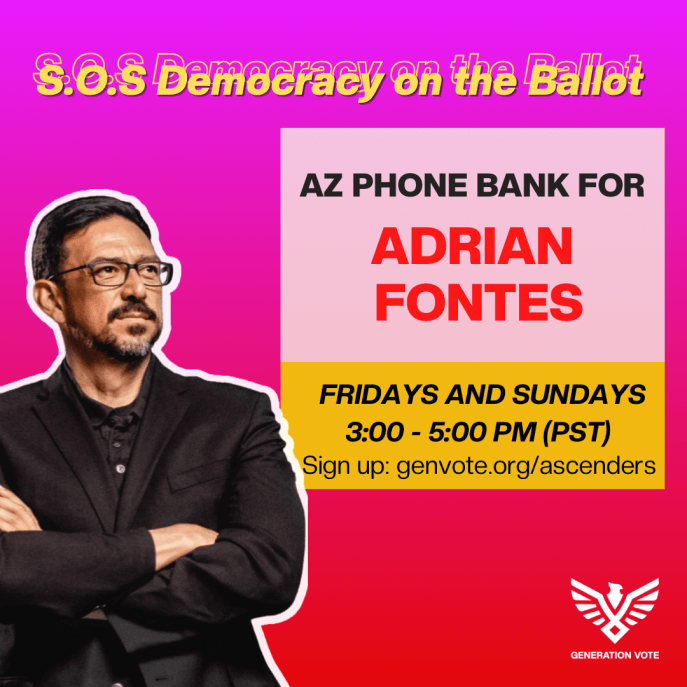 S.O.S Democracy on the Ballot
AZ PHONE BANK FOR
ADRIAN
FONTES
FRIDAYS AND SUNDAYS
3:00 - 5:00 PM (PST)
Sign up: genvote.org/ascenders
GENERATION VOTE